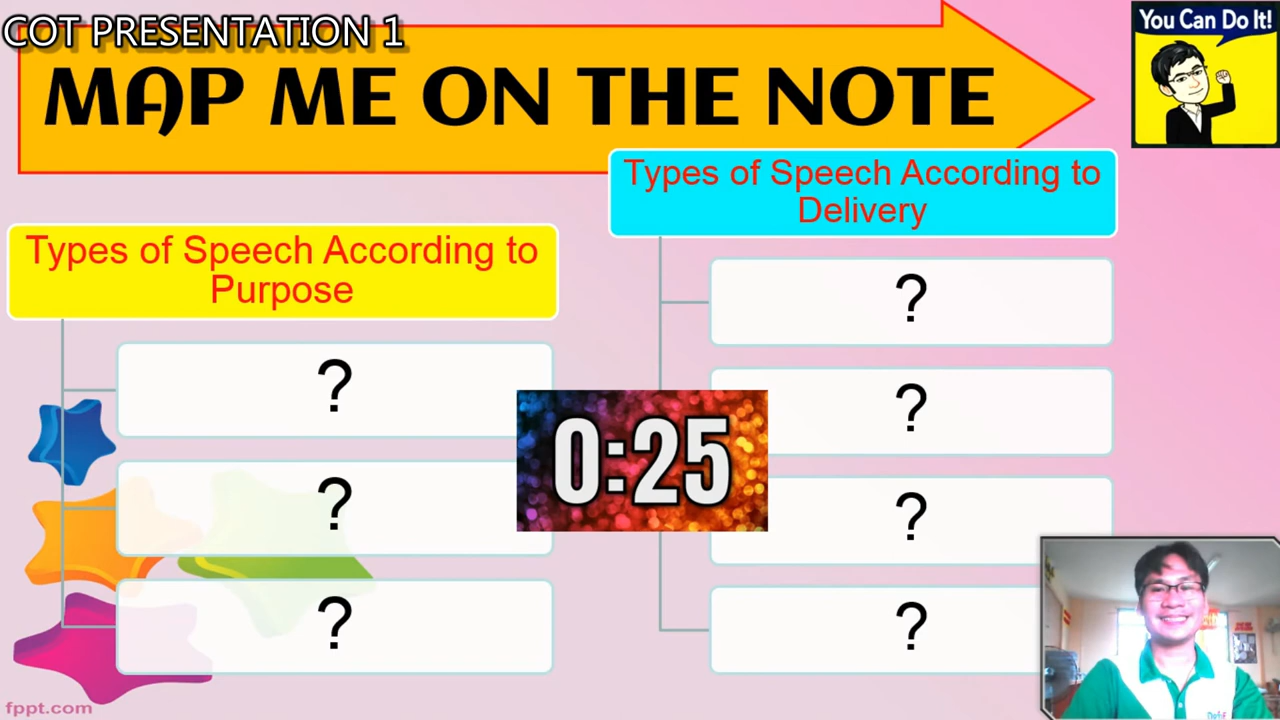 COT PRESENTATION 1
MAP ME ON THE NOTE
You Can Do It!
Types of Speech According to
Purpose
?
?
?
Types of Speech According to
Delivery
?
?
?
?
0:25
fppt.com